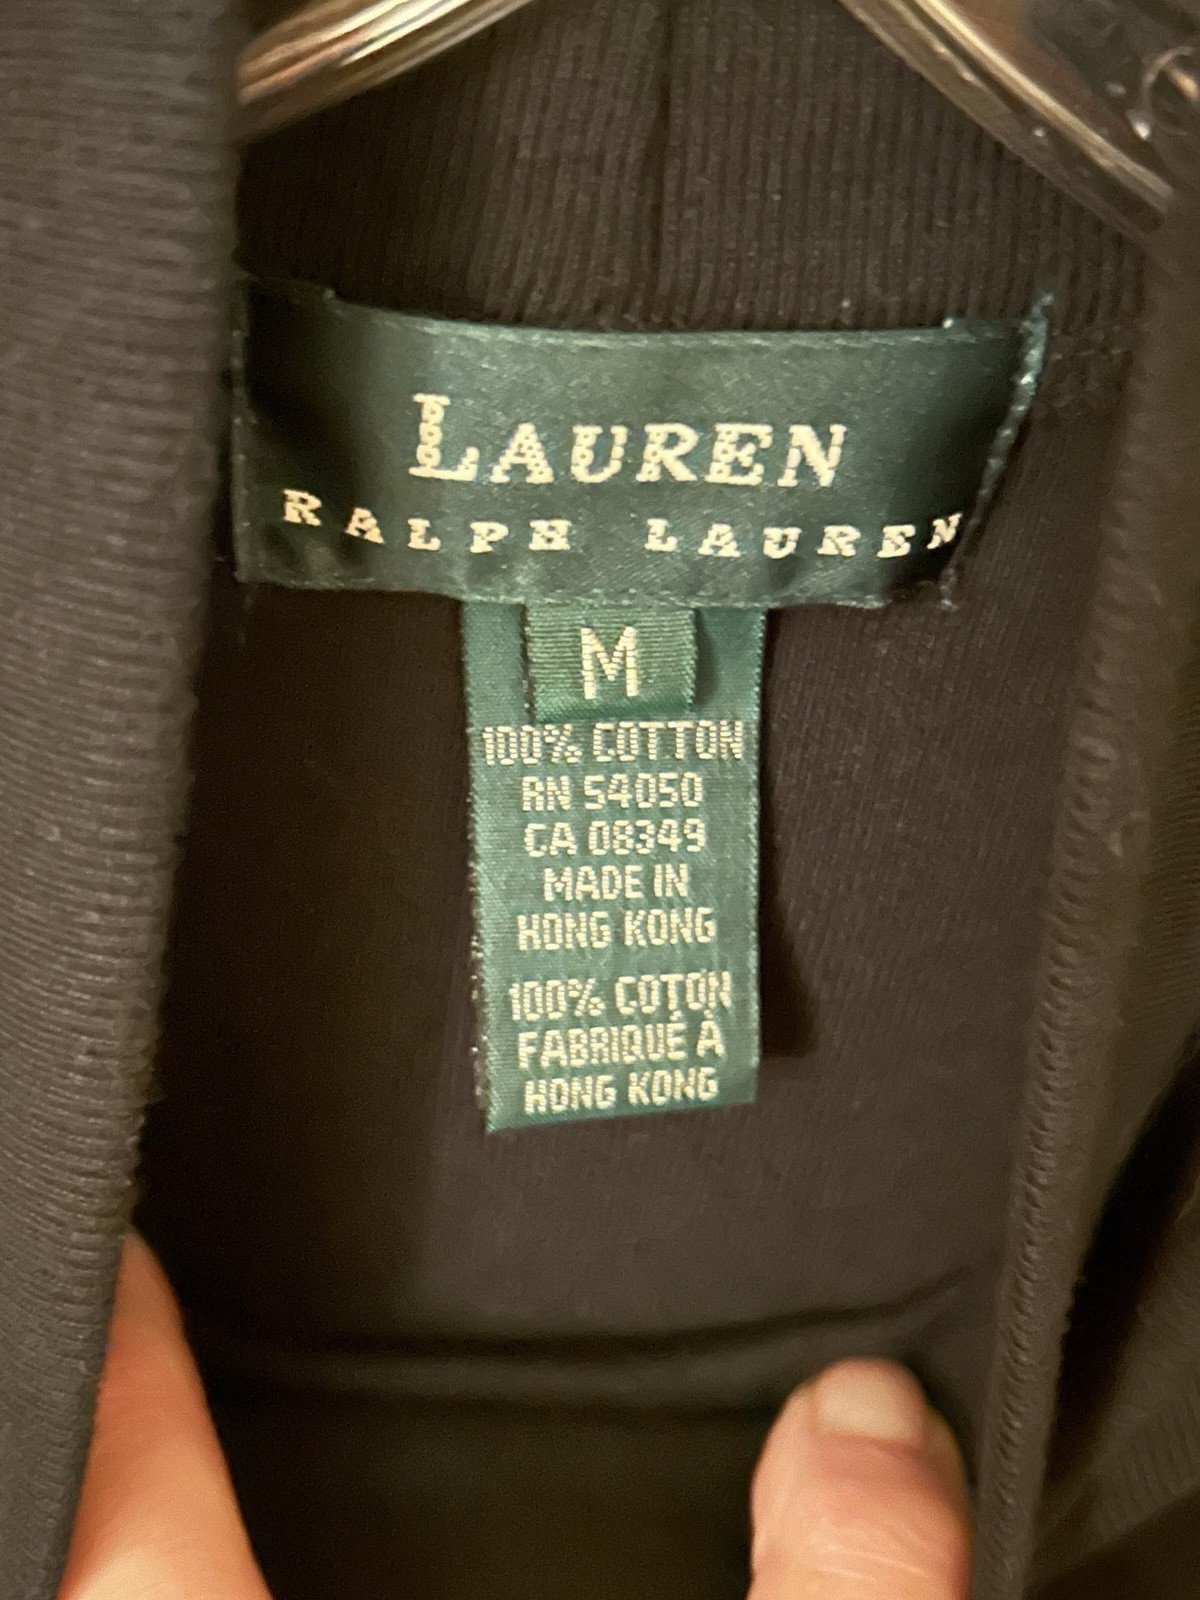 LAUREN
RALPH LAUREN
M
100% COTTON
RN 54050
CA 08349
MADE IN
HONG KONG
100% COTON
FABRIQUÉ À
HONG KONG